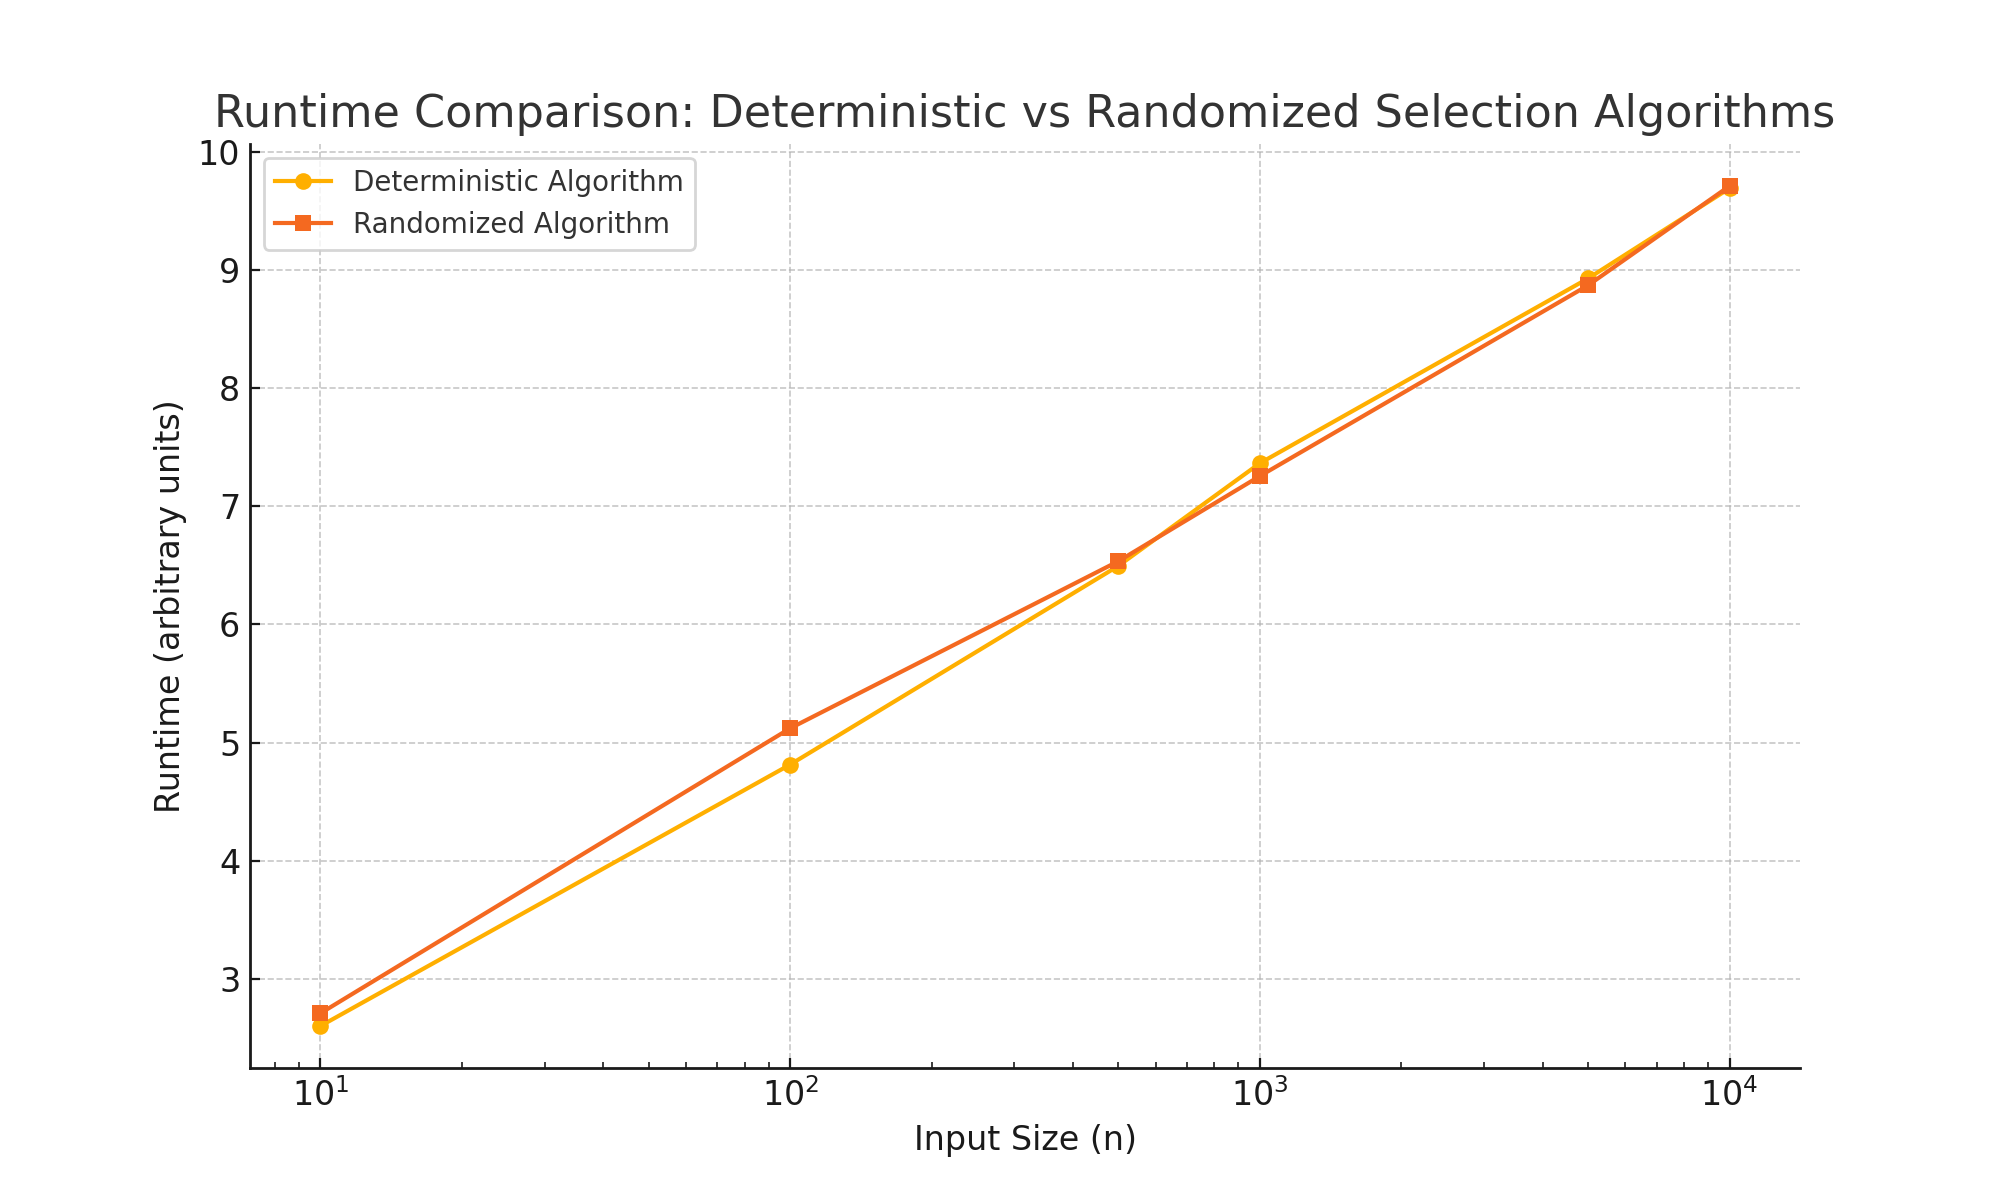 Runtime Comparison: Deterministic vs Randomized Selection Algorithms
Deterministic Algorithm
Randomized Algorithm
Runtime (arbitrary units)
10
9
8
7
6
5
4
3
10¹
10²
10³
10⁴
Input Size (n)